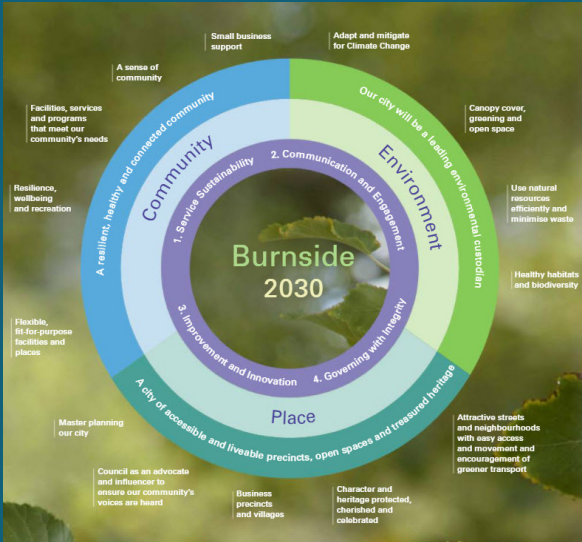 Small business
support
Adapt and mitigate
for Climate Change
A sense of
community
Canopy cover,
greening and
open space
Facilities, services
and programs
that meet our
community's needs
Use natural
resources
efficiently and
minimise waste
Resilience,
wellbeing
and recreation
Healthy habitats
and biodiversity
Flexible,
fit-for-purpose
facilities and
placas
Attractive streets
and neighbourhoods
with easy access
and movement and
encouragement of
greener transport
Master planning
our city
Council as an advocate
and influencer to
ensure our community's
voices are heard
Business
precincts
and villages
Character and
heritage protected,
cherished and
celebrated
A resilient, healthy and connected community
Our city will be a leading environmental custodian
A city of accessible and liveable precincts, open spaces and treasured heritage
Community
Environment
Place
1. Service Sustainability
2. Communication and Engagement
3. Improvement and Innovation
4. Governing with Integrity
Burnside
2030